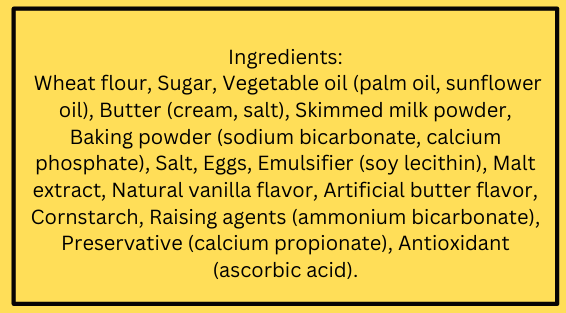 Ingredients:
Wheat flour, Sugar, Vegetable oil (palm oil, sunflower
oil), Butter (cream, salt), Skimmed milk powder,
Baking powder (sodium bicarbonate, calcium
phosphate), Salt, Eggs, Emulsifier (soy lecithin), Malt
extract, Natural vanilla flavor, Artificial butter flavor,
Cornstarch, Raising agents (ammonium bicarbonate),
Preservative (calcium propionate), Antioxidant
(ascorbic acid).